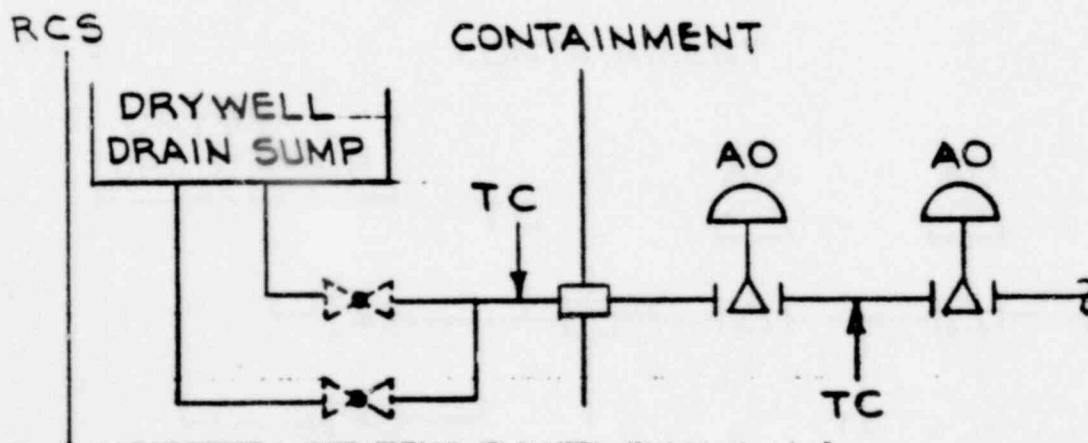 RCS
CONTAINMENT
DRYWELL
DRAIN SUMP
TC
AO
AO
TC